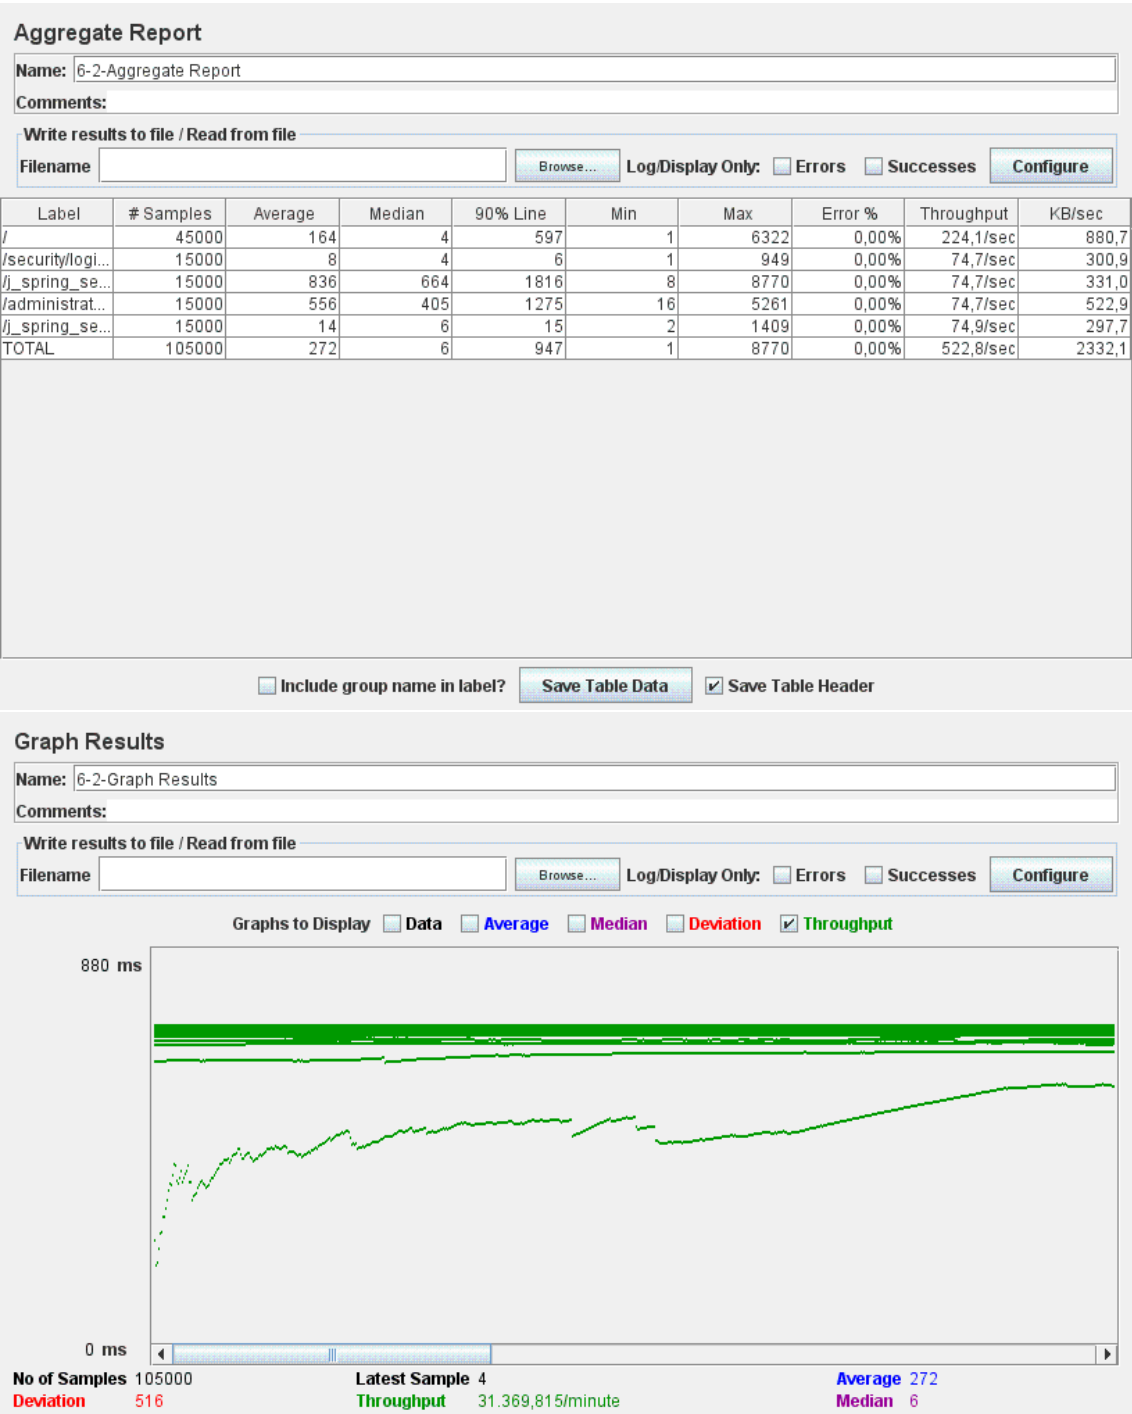 Aggregate Report
Name: 6-2-Aggregate Report
Comments:
Write results to file / Read from file
Filename Browse... Log/Display Only: Errors Successes Configure
Label # Samples Average Median 90% Line Min Max Error % Throughput KB/sec
/ 45000 164 4 597 1 6322 0,00% 224,1/sec 880,7
/security/logi... 15000 8 4 6 1 949 0,00% 74,7/sec 300,9
/j_spring_se... 15000 836 664 1816 8 8770 0,00% 74,7/sec 331,0
/administrat... 15000 556 405 1275 16 5261 0,00% 74,7/sec 522,9
/j_spring_se... 15000 14 6 15 2 1409 0,00% 74,9/sec 297,7
TOTAL 105000 272 6 947 1 8770 0,00% 522,8/sec 2332,1
Include group name in label? Save Table Data Save Table Header
Graph Results
Name: 6-2-Graph Results
Comments:
Write results to file / Read from file
Filename Browse... Log/Display Only: Errors Successes Configure
Graphs to Display Data Average Median Deviation Throughput
880 ms
0 ms
No of Samples 105000 Latest Sample 4 Average 272
Deviation 516 Throughput 31.369,815/minute Median 6